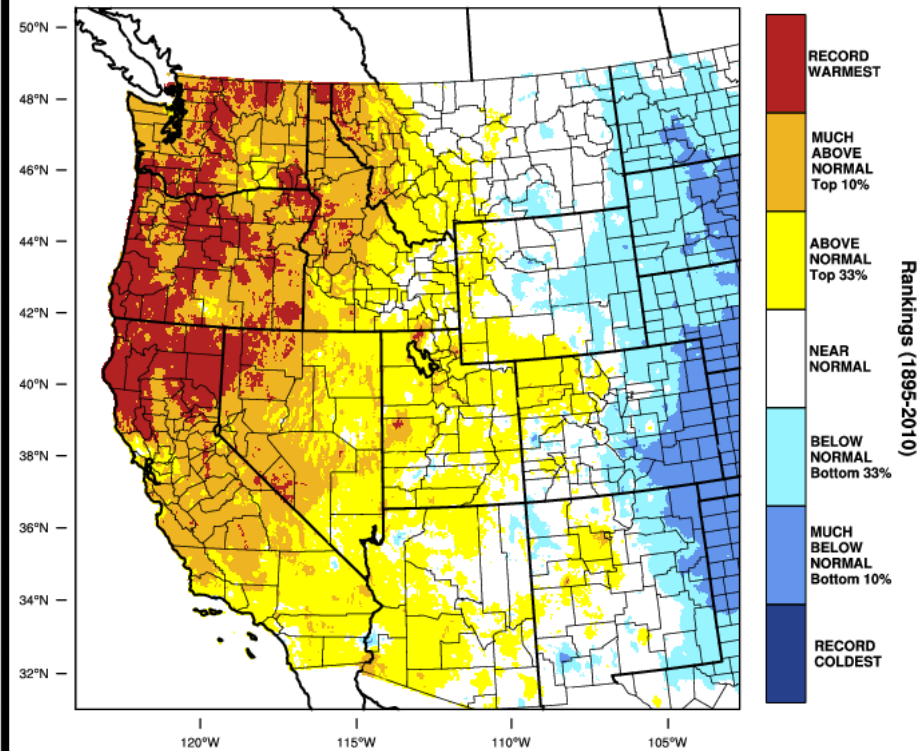 50°N
48°N
46°N
44°N
42°N
40°N
38°N
36°N
34°N
32°N
120°W
115°W
110°W
105°W
RECORD
WARMEST
MUCH
ABOVE
NORMAL
Top 10%
ABOVE
NORMAL
Top 33%
NEAR
NORMAL
BELOW
NORMAL
Bottom 33%
MUCH
BELOW
NORMAL
Bottom 10%
RECORD
COLDEST
Rankings (1895-2010)